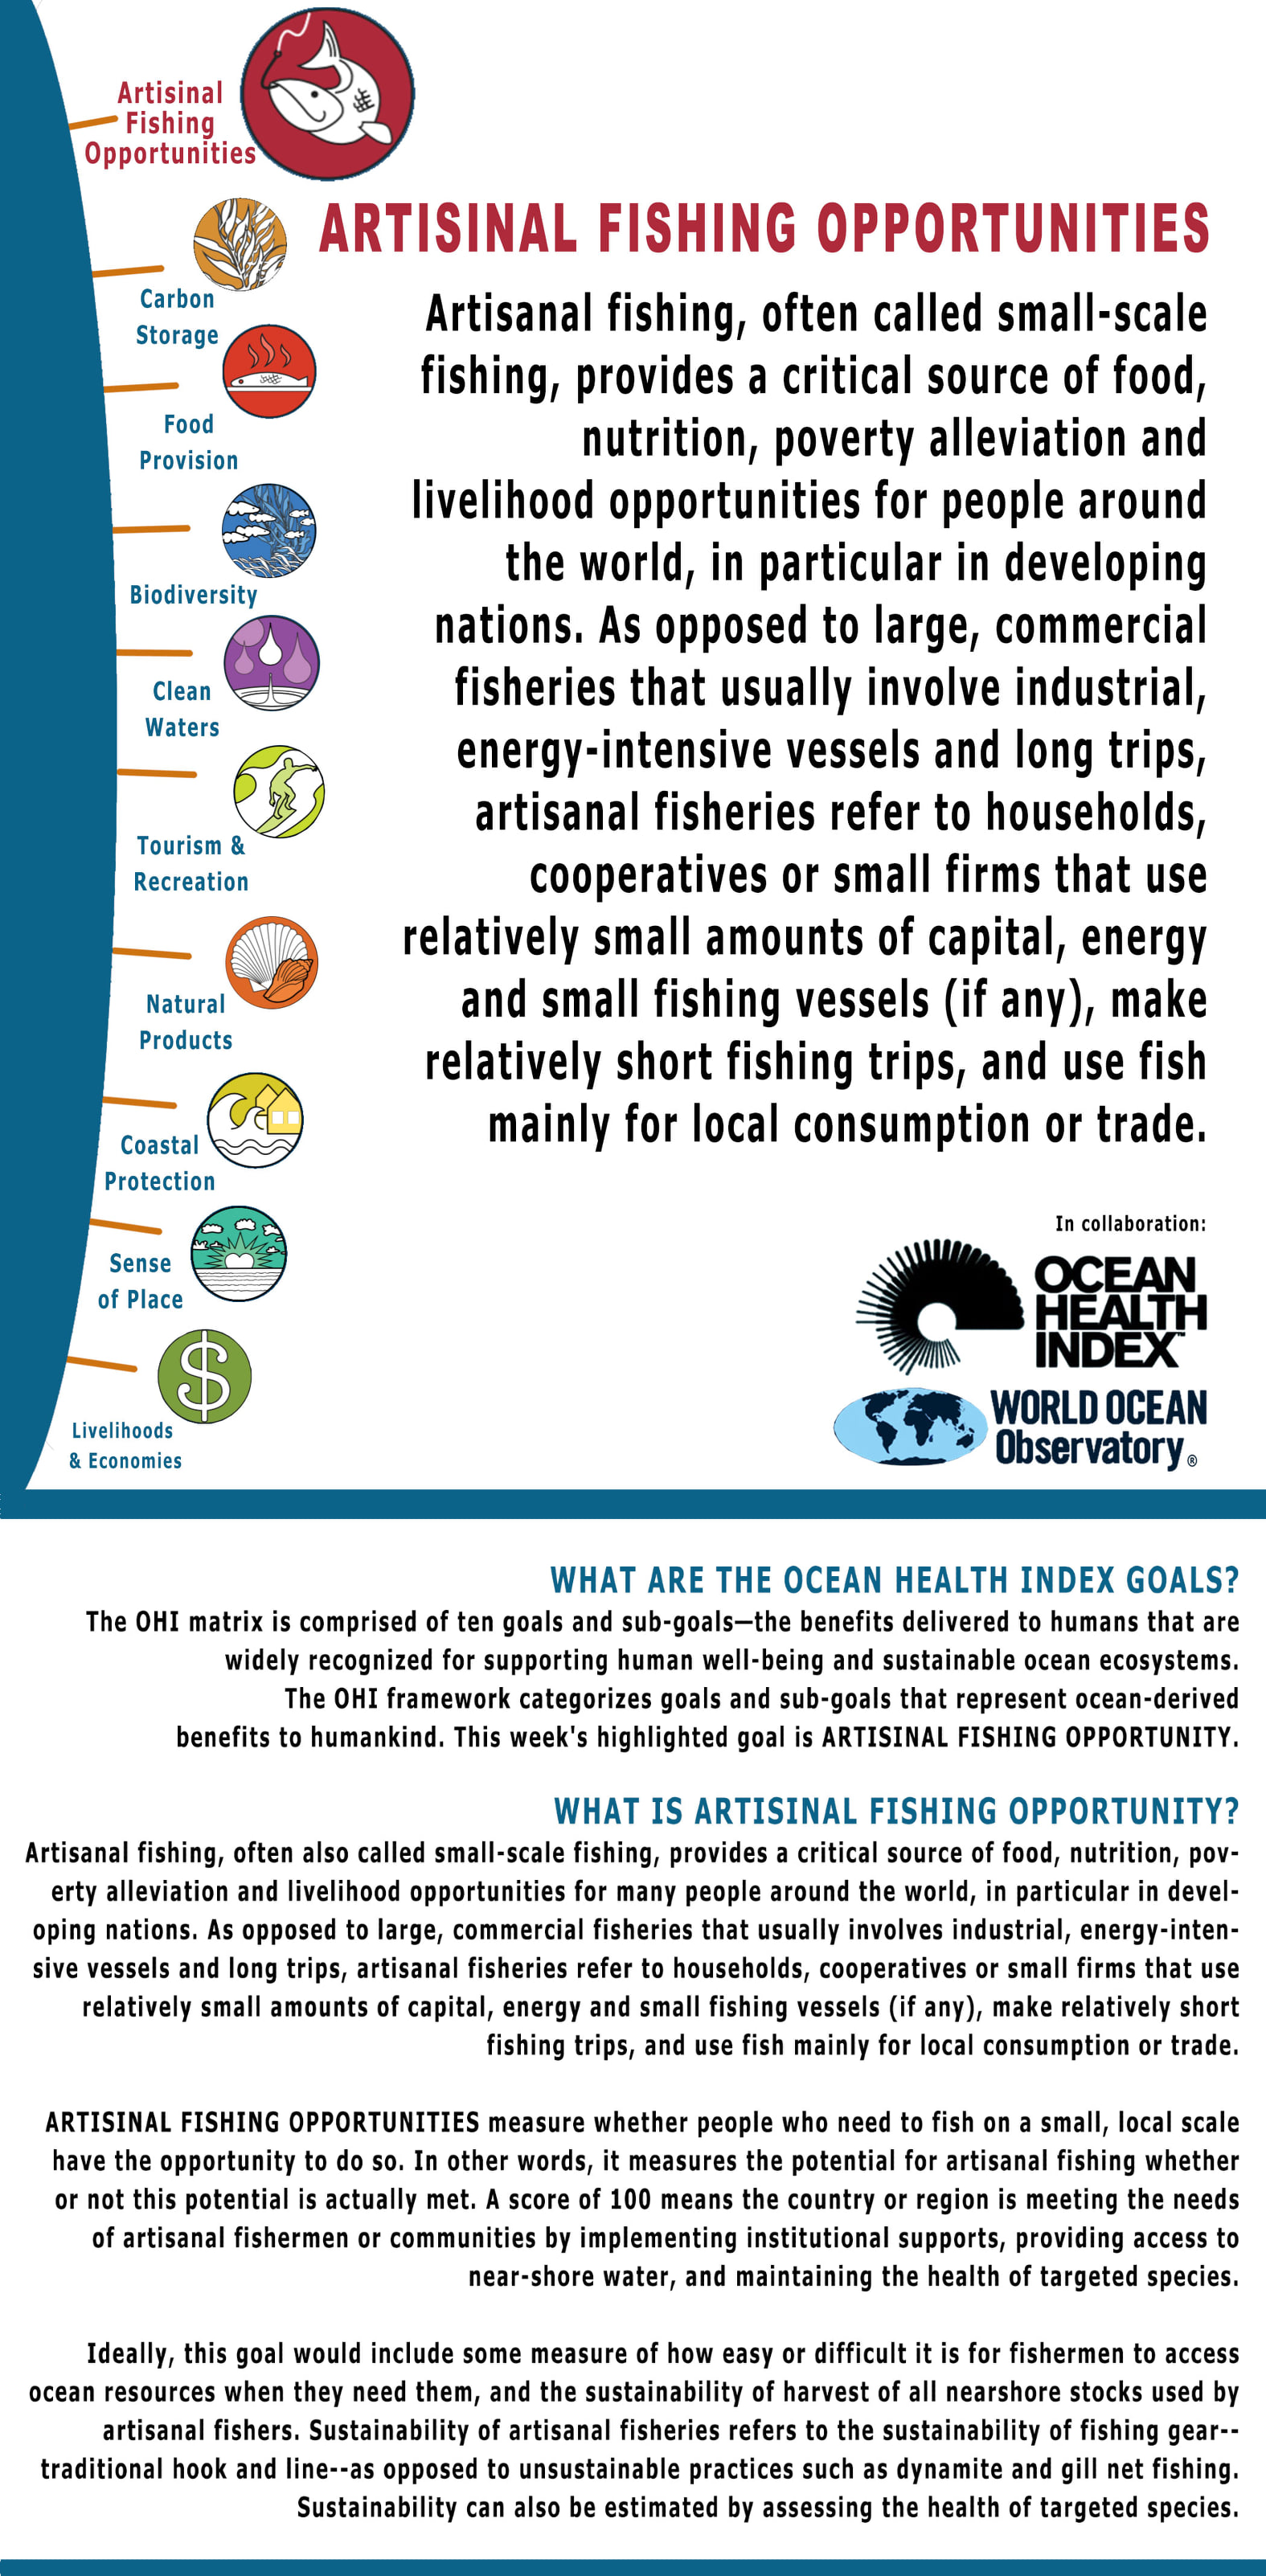 Artisinal
Fishing
Opportunities
Carbon
Storage
Food
Provision
Biodiversity
Clean
Waters
Tourism &
Recreation
Natural
Products
Coastal
Protection
Sense
of Place
Livelihoods
& Economies
ARTISINAL FISHING OPPORTUNITIES
Artisanal fishing, often called small-scale
fishing, provides a critical source of food,
nutrition, poverty alleviation and
livelihood opportunities for people around
the world, in particular in developing
nations. As opposed to large, commercial
fisheries that usually involve industrial,
energy-intensive vessels and long trips,
artisanal fisheries refer to households,
cooperatives or small firms that use
relatively small amounts of capital, energy
and small fishing vessels (if any), make
relatively short fishing trips, and use fish
mainly for local consumption or trade.
In collaboration:
OCEAN
HEALTH
INDEX™
WORLD OCEAN
Observatory®
WHAT ARE THE OCEAN HEALTH INDEX GOALS?
The OHI matrix is comprised of ten goals and sub-goals—the benefits delivered to humans that are
widely recognized for supporting human well-being and sustainable ocean ecosystems.
The OHI framework categorizes goals and sub-goals that represent ocean-derived
benefits to humankind. This week's highlighted goal is ARTISINAL FISHING OPPORTUNITY.
WHAT IS ARTISINAL FISHING OPPORTUNITY?
Artisanal fishing, often also called small-scale fishing, provides a critical source of food, nutrition, pov-
erty alleviation and livelihood opportunities for many people around the world, in particular in devel-
oping nations. As opposed to large, commercial fisheries that usually involves industrial, energy-inten-
sive vessels and long trips, artisanal fisheries refer to households, cooperatives or small firms that use
relatively small amounts of capital, energy and small fishing vessels (if any), make relatively short
fishing trips, and use fish mainly for local consumption or trade.
ARTISINAL FISHING OPPORTUNITIES measure whether people who need to fish on a small, local scale
have the opportunity to do so. In other words, it measures the potential for artisanal fishing whether
or not this potential is actually met. A score of 100 means the country or region is meeting the needs
of artisanal fishermen or communities by implementing institutional supports, providing access to
near-shore water, and maintaining the health of targeted species.
Ideally, this goal would include some measure of how easy or difficult it is for fishermen to access
ocean resources when they need them, and the sustainability of harvest of all nearshore stocks used by
artisanal fishers. Sustainability of artisanal fisheries refers to the sustainability of fishing gear--
traditional hook and line--as opposed to unsustainable practices such as dynamite and gill net fishing.
Sustainability can also be estimated by assessing the health of targeted species.